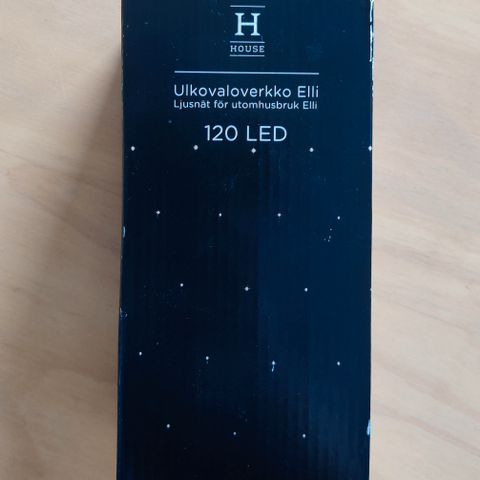 H
HOUSE
Ulkovaloverkko Elli
Ljusnät för utomhusbruk Elli
120 LED